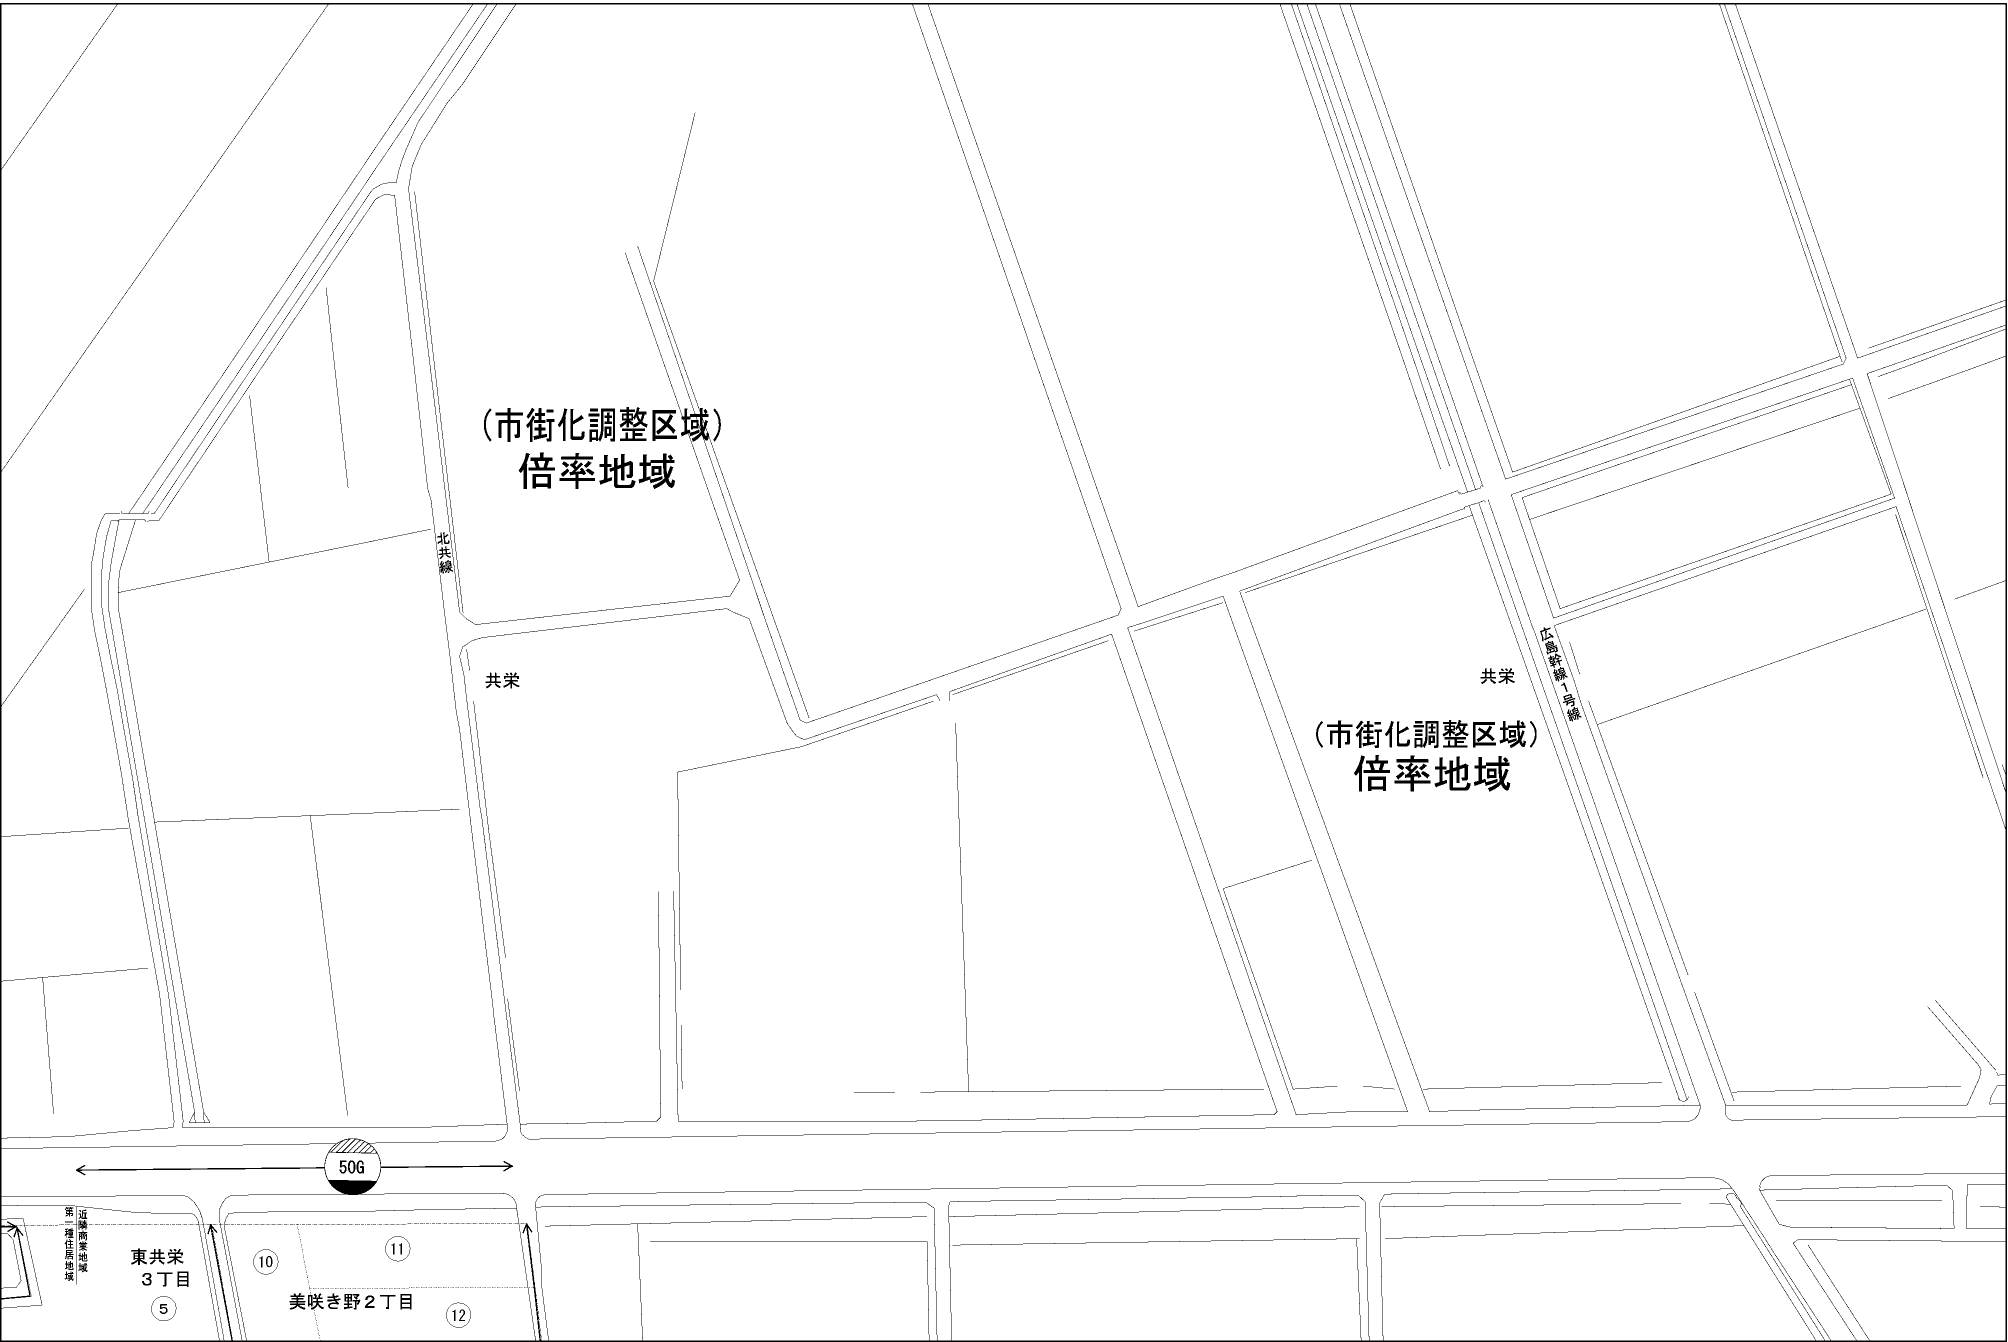 （市街化調整区域）
倍率地域
北共線
共栄
広島幹線１号線
共栄
（市街化調整区域）
倍率地域
50G
近隣商業地域
第一種住居地域
東共栄
３丁目
5
10
11
美咲き野２丁目
12